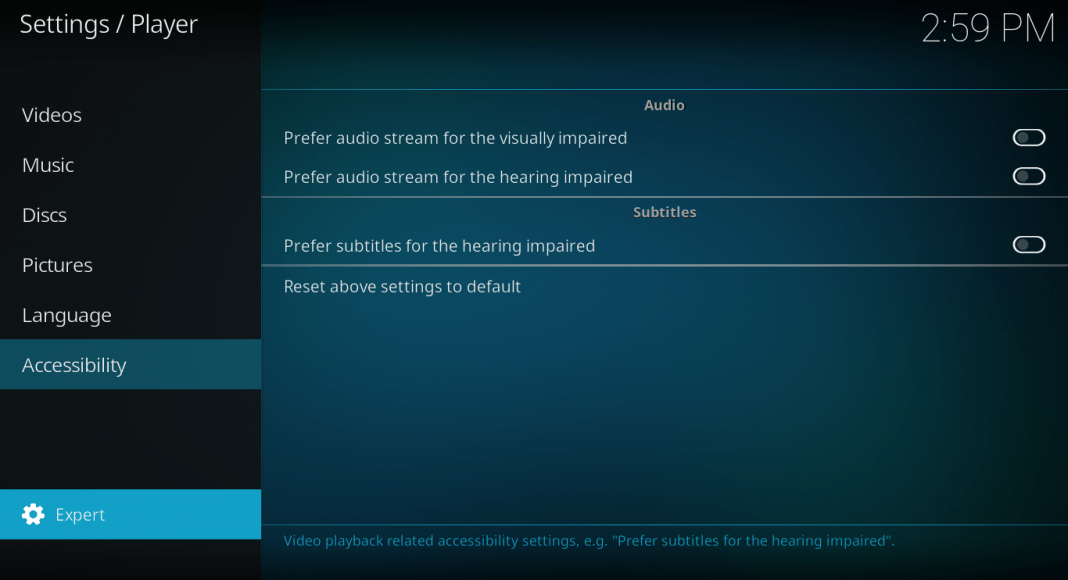 Settings / Player
2:59 PM
Videos
Music
Discs
Pictures
Language
Accessibility
Expert
Audio
Prefer audio stream for the visually impaired
Prefer audio stream for the hearing impaired
Subtitles
Prefer subtitles for the hearing impaired
Reset above settings to default
Video playback related accessibility settings, e.g. "Prefer subtitles for the hearing impaired".